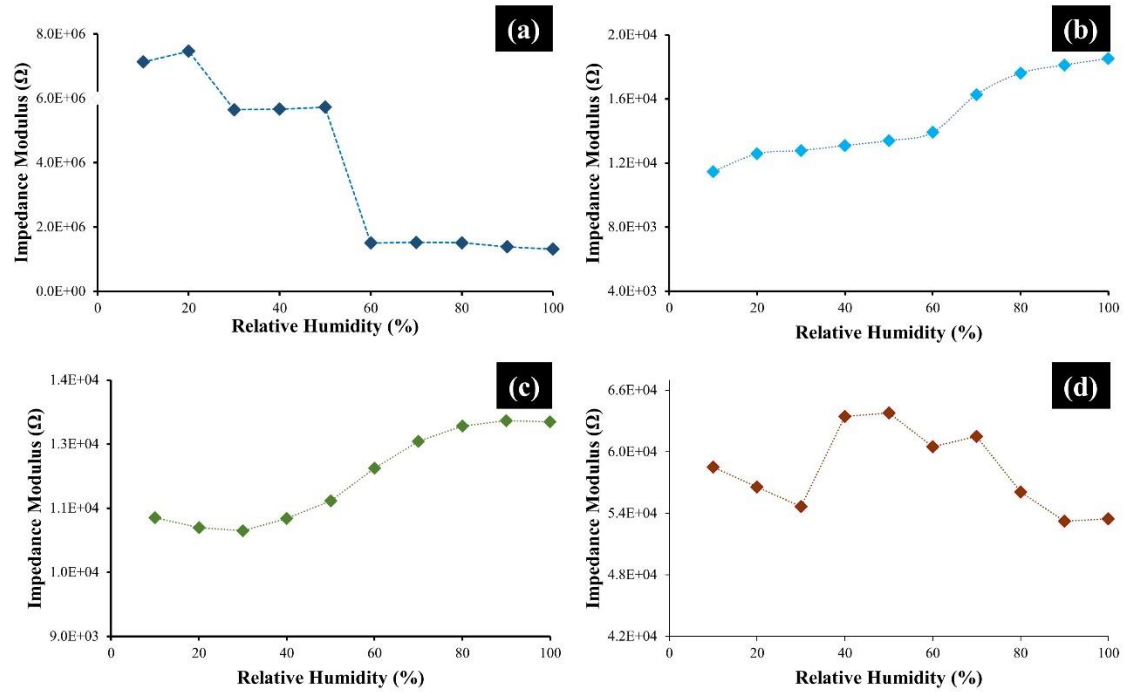 (a)
Impedance Modulus (Ω)
8.0E+06
6.0E+06
4.0E+06
2.0E+06
0.0E+00
0 20 40 60 80 100
Relative Humidity (%)
(b)
Impedance Modulus (Ω)
2.0E+04
1.6E+04
1.2E+04
8.0E+03
4.0E+03
0 20 40 60 80 100
Relative Humidity (%)
(c)
Impedance Modulus (Ω)
1.4E+04
1.3E+04
1.1E+04
1.0E+04
9.0E+03
0 20 40 60 80 100
Relative Humidity (%)
(d)
Impedance Modulus (Ω)
6.6E+04
6.0E+04
5.4E+04
4.8E+04
4.2E+04
0 20 40 60 80 100
Relative Humidity (%)